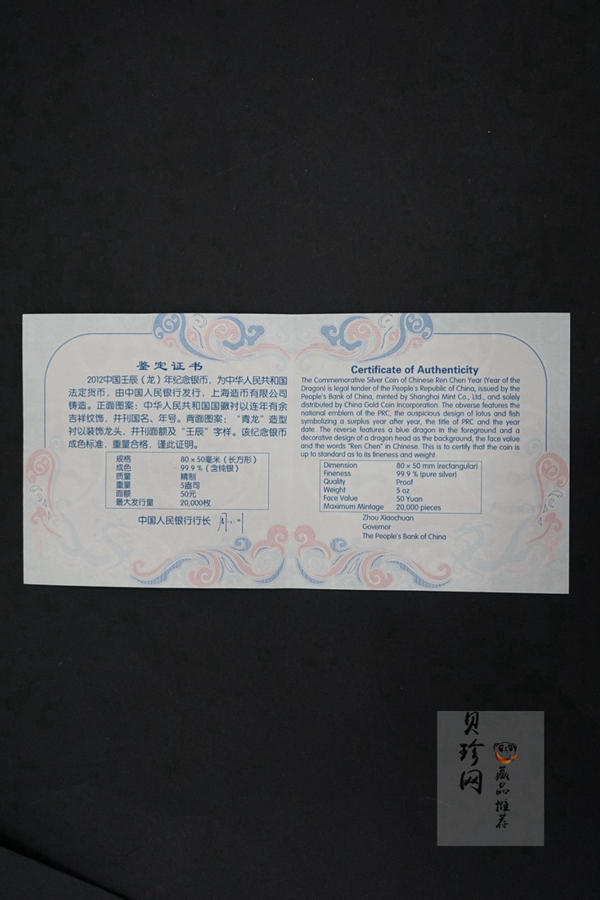 鉴定证书
2012中国壬辰（龙）年纪念银币，为中华人民共和国
法定货币，由中国人民银行发行，上海造币有限公司
铸造。正面图案：中华人民共和国国徽衬以连年有余
吉祥纹饰，并刊国名、年号。背面图案：“青龙”造型
衬以装饰龙头，并刊面额及“壬辰”字样。该纪念银币
成色标准，重量合格，谨此证明。
规格 80×50毫米（长方形）
成色 99.9％（含纯银）
质量 精制
重量 5盎司
面额 50元
最大发行量 20,000枚
中国人民银行行长
Certificate of Authenticity
The Commemorative Silver Coin of Chinese Ren Chen Year (Year of the
Dragon) is legal tender of the People's Republic of China, issued by the
People's Bank of China, minted by Shanghai Mint Co., Ltd., and solely
distributed by China Gold Coin Incorporation. The obverse features the
national emblem of the PRC, the auspicious design of lotus and fish
symbolizing a surplus year after year, the title of PRC and the year
date. The reverse features a blue dragon in the foreground and a
decorative design of a dragon head as the background, the face value
and the words "Ren Chen" in Chinese. This is to certify that the coin is
up to standard as to its fineness and weight.
Dimension 80 x 50 mm (rectangular)
Fineness 99.9 % (pure silver)
Quality Proof
Weight 5 oz
Face Value 50 Yuan
Maximum Mintage 20,000 pieces
Zhou Xiaochuan
Governor
The People's Bank of China
贝珍网
藏品推荐